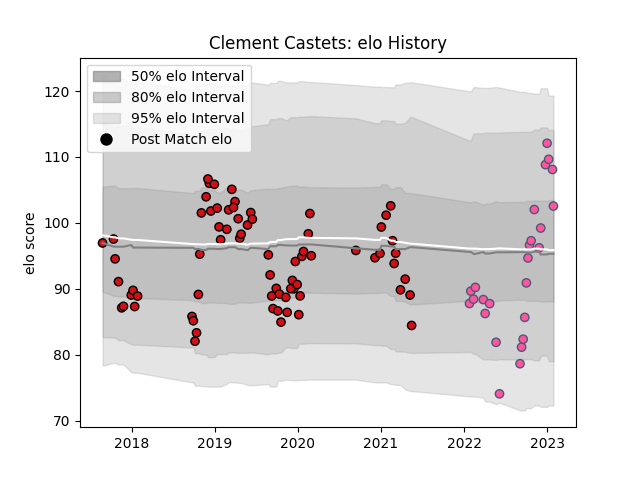 Clement Castets: elo History
50% elo Interval
80% elo Interval
95% elo Interval
Post Match elo
elo score
120
110
100
90
80
70
2018
2019
2020
2021
2022
2023